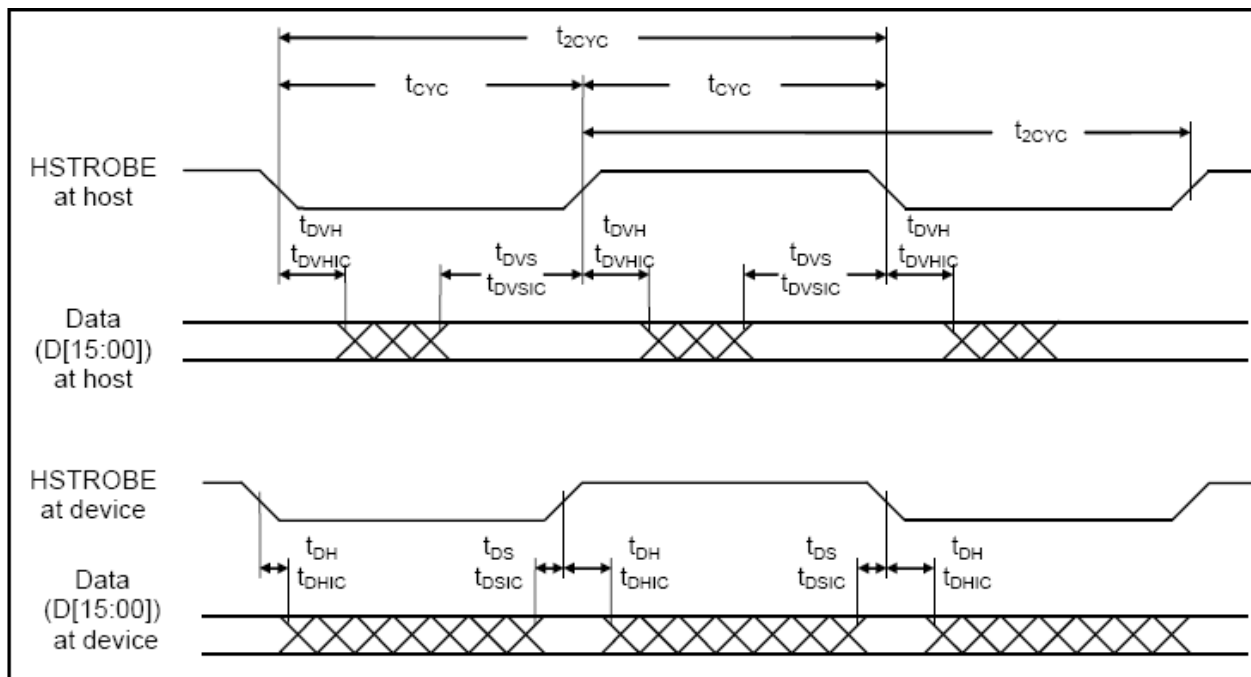 t2CYC
tCYC tCYC
t2CYC
HSTROBE
at host
tDVH tDVH tDVH
tDVHIC tDVS tDVHIC tDVS tDVHIC
tDVSIC tDVSIC
Data
(D[15:00])
at host
HSTROBE
at device
tDH tDS tDH tDS tDH
tDHIC tDSIC tDHIC tDSIC tDHIC
Data
(D[15:00])
at device